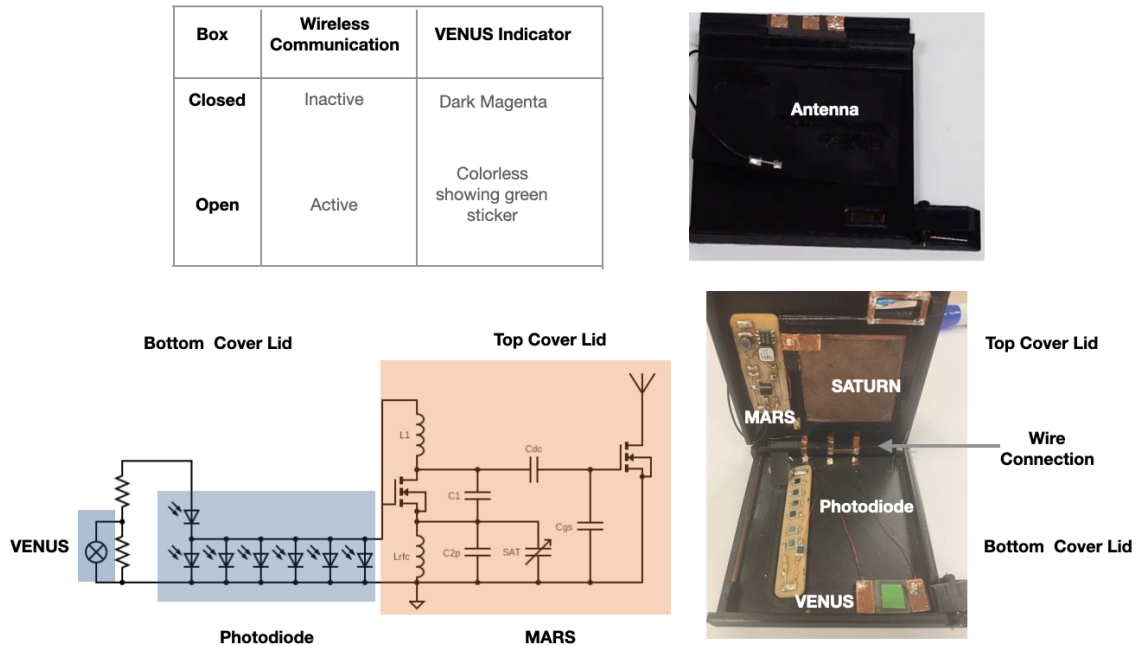 Box
Wireless
Communication
VENUS Indicator
Closed
Inactive
Dark Magenta
Open
Active
Colorless
showing green
sticker
Antenna
Bottom Cover Lid
Top Cover Lid
L1
Cdc
C1
Cgs
Lrfc
C2p
SAT
VENUS
Photodiode
MARS
SATURN
MARS
Top Cover Lid
Wire
Connection
Photodiode
Bottom Cover Lid
VENUS